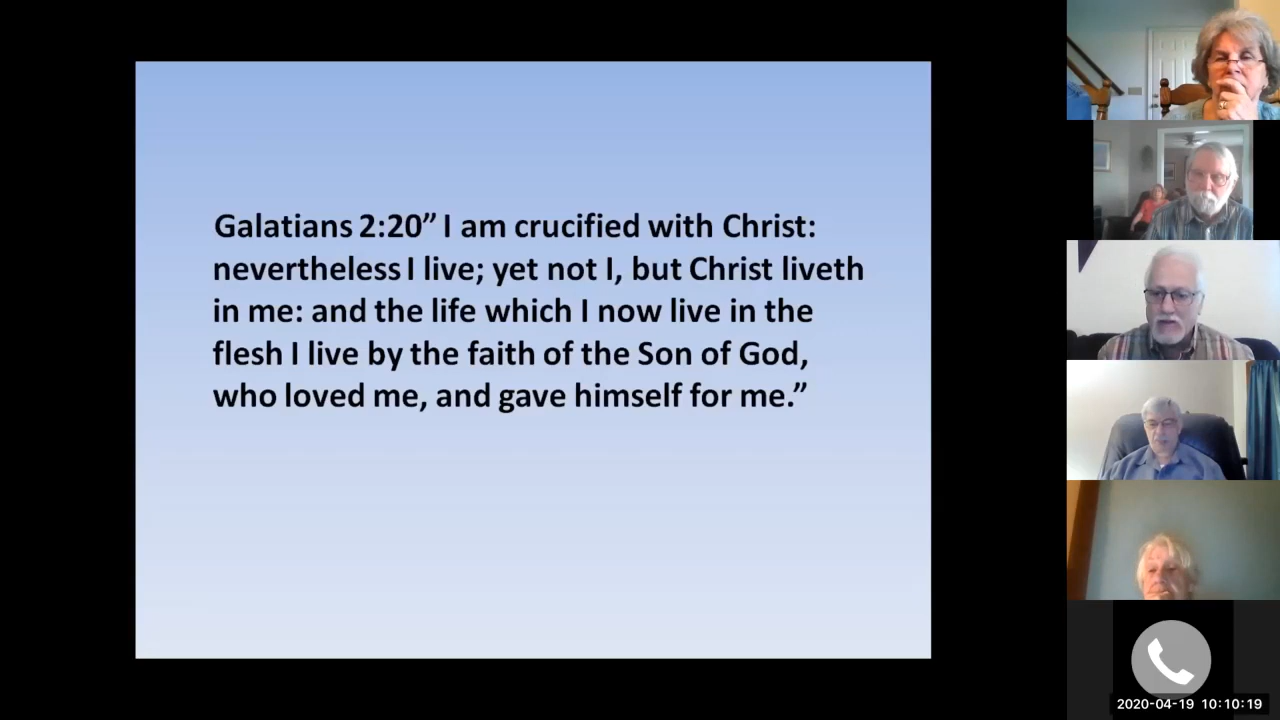 Galatians 2:20” I am crucified with Christ:
nevertheless I live; yet not I, but Christ liveth
in me: and the life which I now live in the
flesh I live by the faith of the Son of God,
who loved me, and gave himself for me.”
2020-04-19 10:10:19